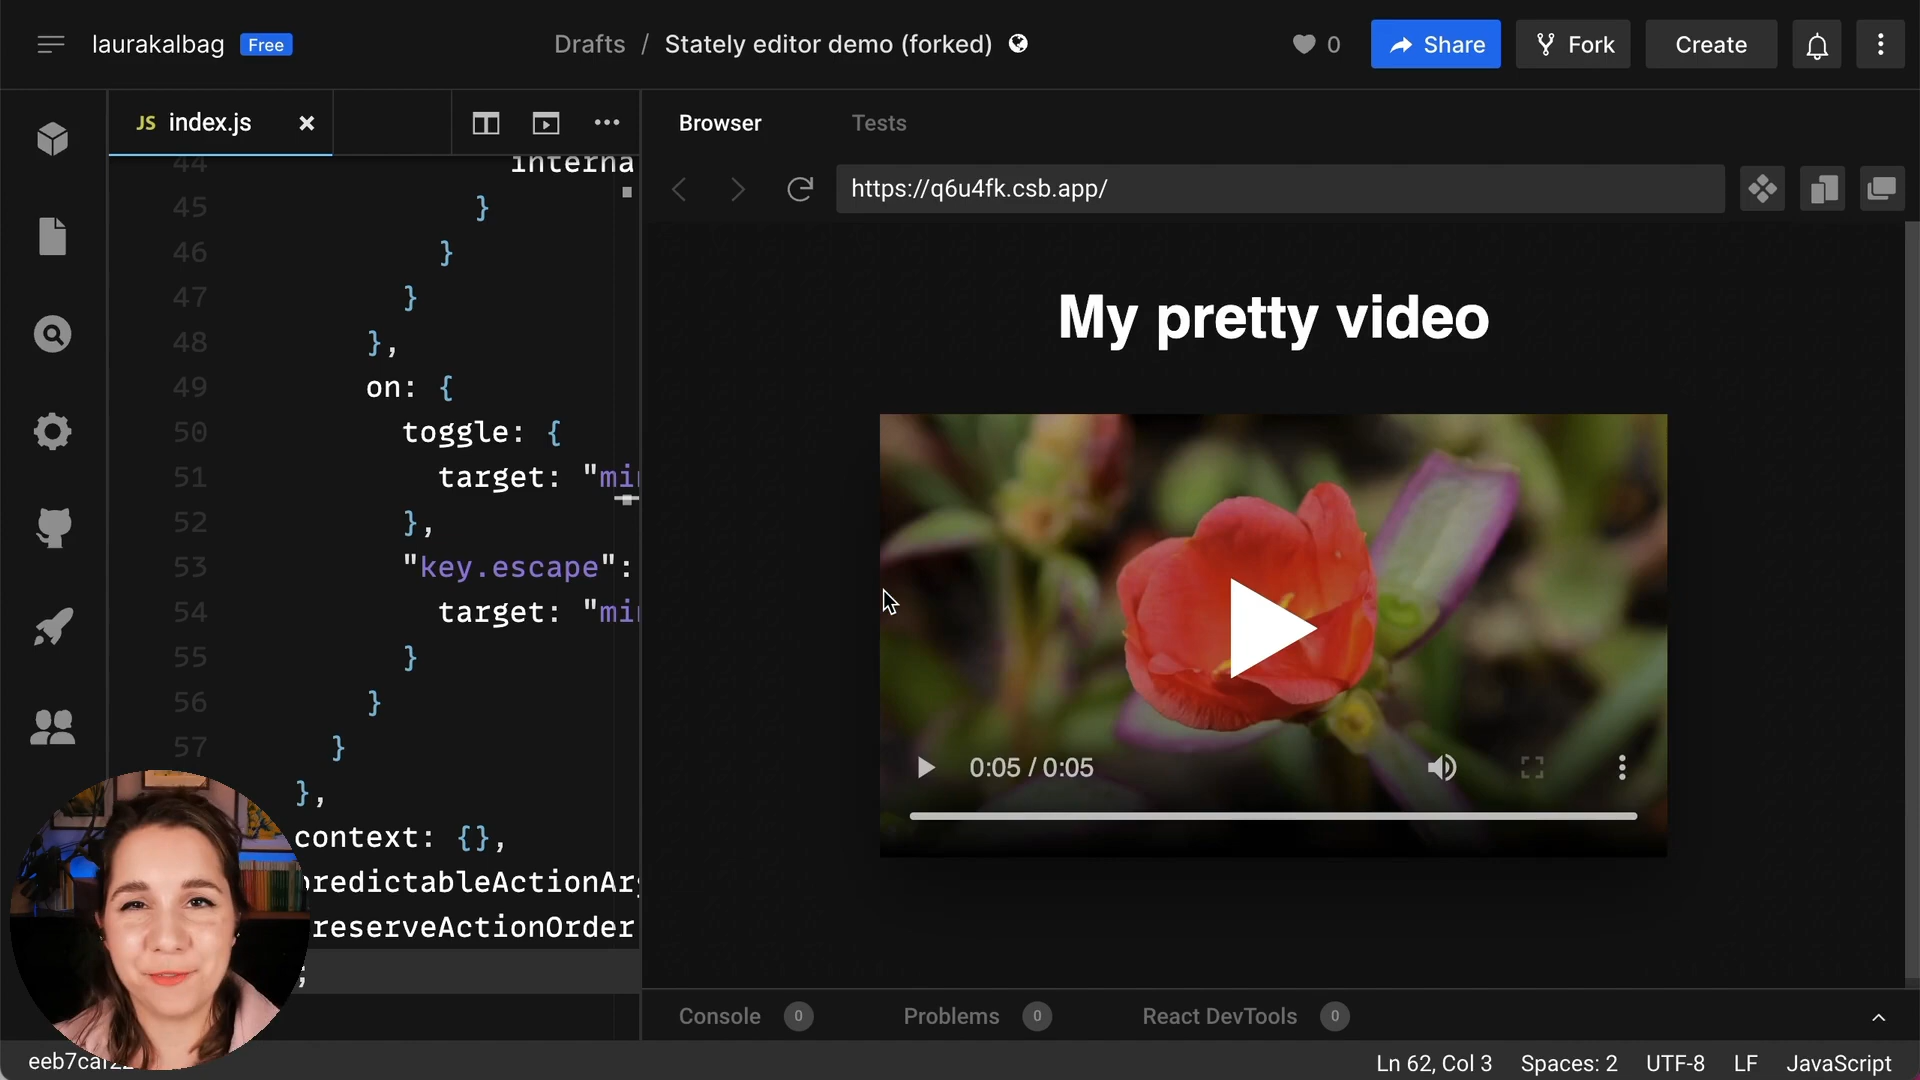 laurakalbag Free
Drafts / Stately editor demo (forked)
0
Share
Fork
Create
JS index.js
Browser
Tests
https://q6u4fk.csb.app/
44 interna
45 }
46 }
47 }
48 },
49 on: {
50 toggle: {
51 target: "mi
52 },
53 "key.escape":
54 target: "mi
55 }
56 }
57 }
},
context: {},
redictableActionAr
reserveActionOrder
;
My pretty video
0:05 / 0:05
Console 0
Problems 0
React DevTools 0
Ln 62, Col 3
Spaces: 2
UTF-8
LF
JavaScript